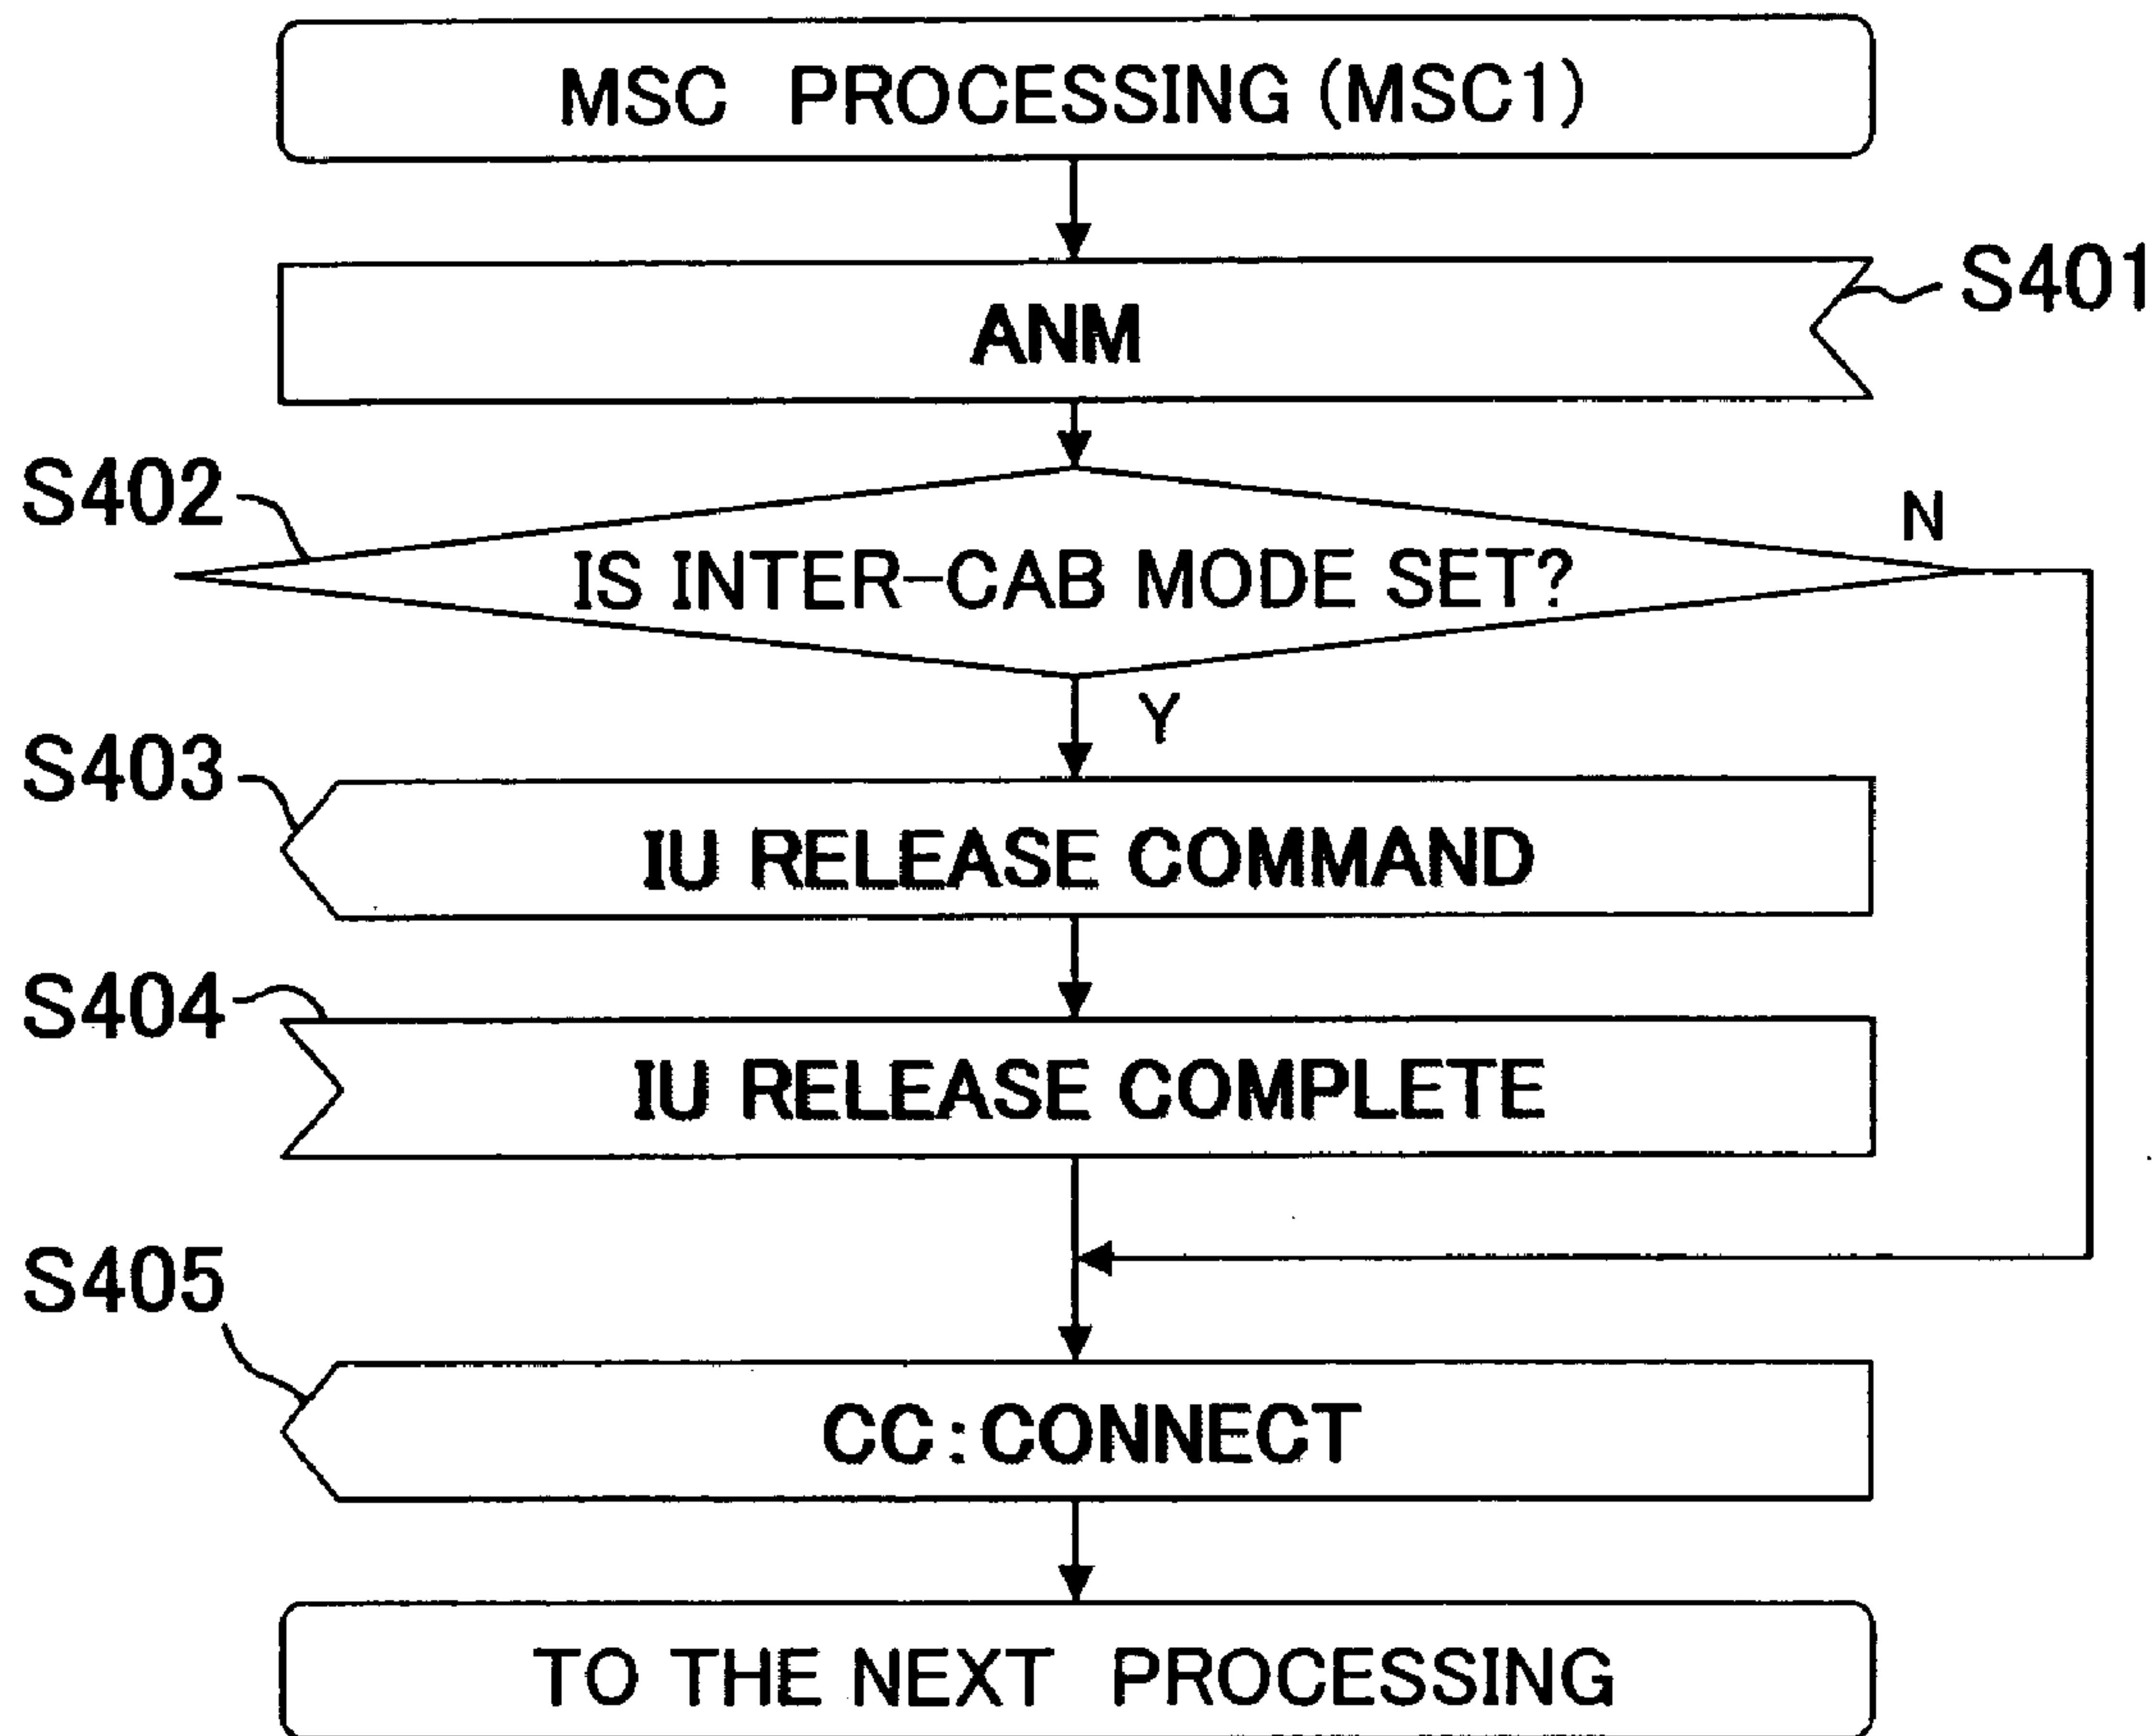 MSC PROCESSING (MSC1)
S401
ANM
S402
N
IS INTER-CAB MODE SET?
Y
S403
IU RELEASE COMMAND
S404
IU RELEASE COMPLETE
S405
CC:CONNECT
TO THE NEXT PROCESSING